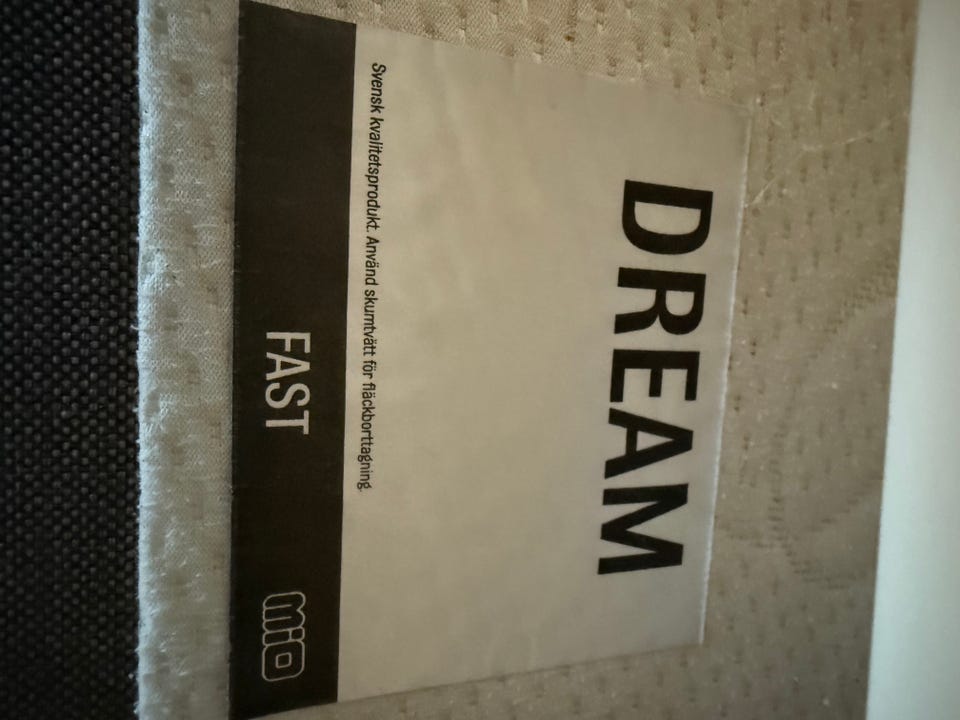 DREAM
Svensk kvalitetsprodukt. Använd skumtvätt för fläckborttagning.
FAST
mio